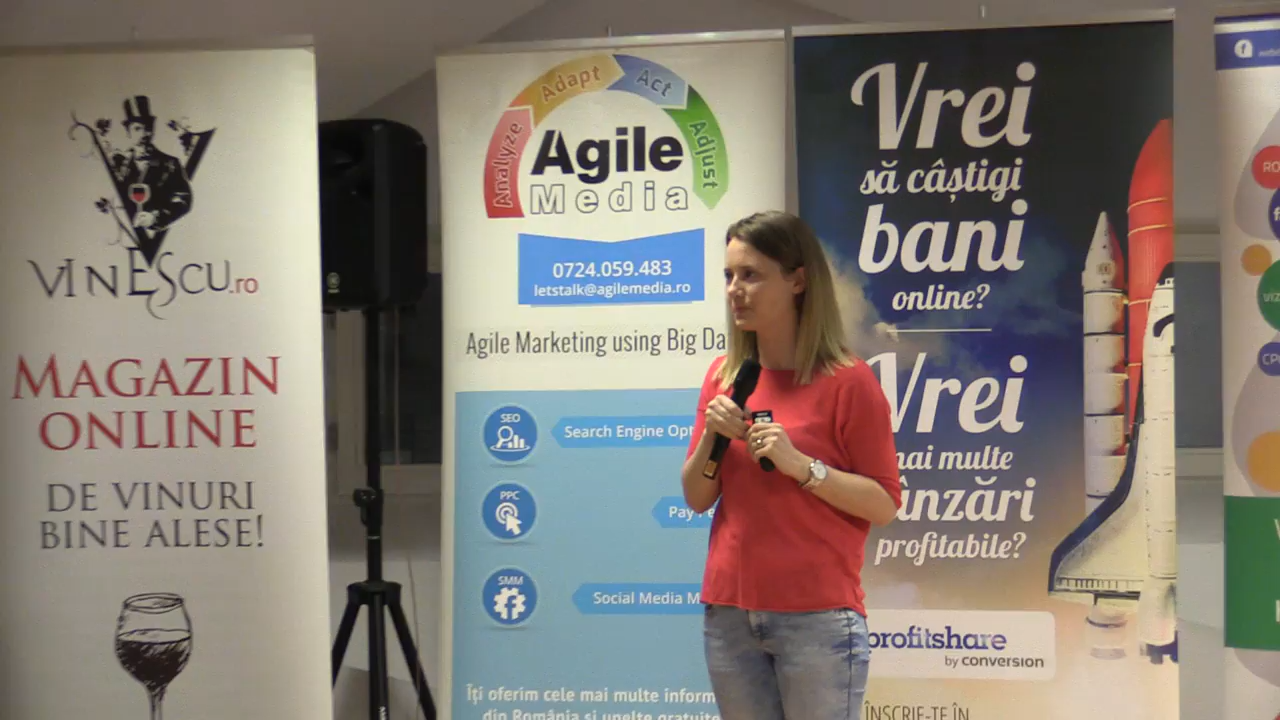 VINESCU.ro
MAGAZIN
ONLINE
DE VINURI
BINE ALESE!
Analyze
Adapt
Act
Adjust
Agile
Media
0724.059.483
letstalk@agilemedia.ro
Agile Marketing using Big Da
SEO
Search Engine Opt
PPC
Pay
SMM
Social Media M
Îți oferim cele mai multe inform
din România și unelte gratuite
Vrei
să câștigi
bani
online?
Vrei
mai multe
vânzări
profitabile?
profitshare
by conversion
ÎNSCRIE-TE ÎN
RO
VIZ